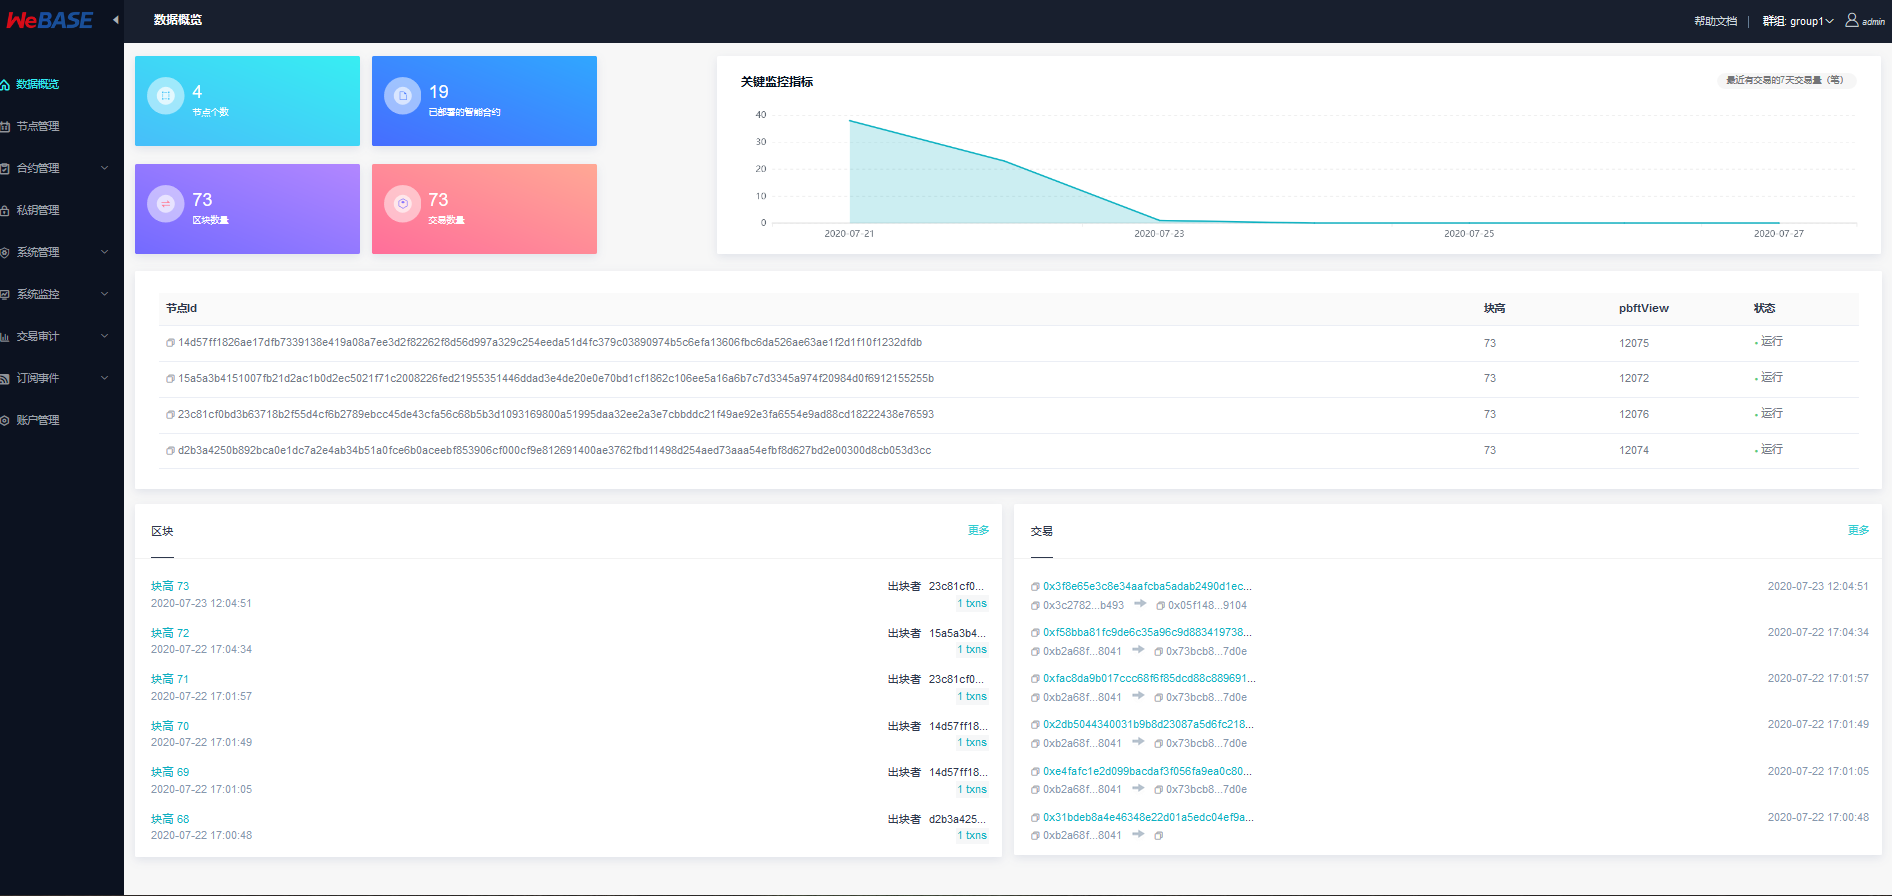 WeBASE
数据概览
帮助文档
群组: group1
admin
数据概览
节点管理
合约管理
私钥管理
系统管理
系统监控
交易审计
订阅事件
账户管理
4
节点个数
19
已部署的智能合约
73
区块数量
73
交易数量
关键监控指标
最近有交易的7天交易量（笔）
40
30
20
10
0
2020-07-21
2020-07-23
2020-07-25
2020-07-27
节点Id 块高 pbftView 状态
14d57ff1826ae17dfb7339138e419a08a7ee3d2f82262f8d56d997a329c254eeda51d4fc379c03890974b5c6efa13606fbc6da526ae63ae1f2d1f10f1232dfdb 73 12075 运行
15a5a3b4151007fb21d2ac1b0d2ec5021f71c2008226fed21955351446ddad3e4de20e0e70bd1cf1862c106ee5a16a6b7c7d3345a974f20984d0f6912155255b 73 12072 运行
23c81cf0bd3b63718b2f55d4cf6b2789ebcc45de43cfa56c68b5b3d1093169800a51995daa32ee2a3e7cbbddc21f49ae92e3fa6554e9ad88cd18222438e76593 73 12076 运行
d2b3a4250b892bca0e1dc7a2e4ab34b51a0fce6b0aceebf853906cf000cf9e812691400ae3762fbd11498d254aed73aaa54efbf8d627bd2e00300d8cb053d3cc 73 12074 运行
区块 更多
块高 73 出块者 23c81cf0...
2020-07-23 12:04:51 1 txns
块高 72 出块者 15a5a3b4...
2020-07-22 17:04:34 1 txns
块高 71 出块者 23c81cf0...
2020-07-22 17:01:57 1 txns
块高 70 出块者 14d57ff18...
2020-07-22 17:01:49 1 txns
块高 69 出块者 14d57ff18...
2020-07-22 17:01:05 1 txns
块高 68 出块者 d2b3a425...
2020-07-22 17:00:48 1 txns
交易 更多
0x3f8e65e3c8e34aafcba5adab2490d1ec... 2020-07-23 12:04:51
0x3c2782...b493 0x05f148...9104
0xf58bba81fc9de6c35a96c9d883419738... 2020-07-22 17:04:34
0xb2a68f...8041 0x73bcb8...7d0e
0xfac8da9b017ccc68f6f85dcd88c889691... 2020-07-22 17:01:57
0xb2a68f...8041 0x73bcb8...7d0e
0x2db5044340031b9b8d23087a5d6fc218... 2020-07-22 17:01:49
0xb2a68f...8041 0x73bcb8...7d0e
0xe4fafc1e2d099bacdaf3f056fa9ea0c80... 2020-07-22 17:01:05
0xb2a68f...8041 0x73bcb8...7d0e
0x31bdeb8a4e46348e22d01a5edc04ef9a... 2020-07-22 17:00:48
0xb2a68f...8041